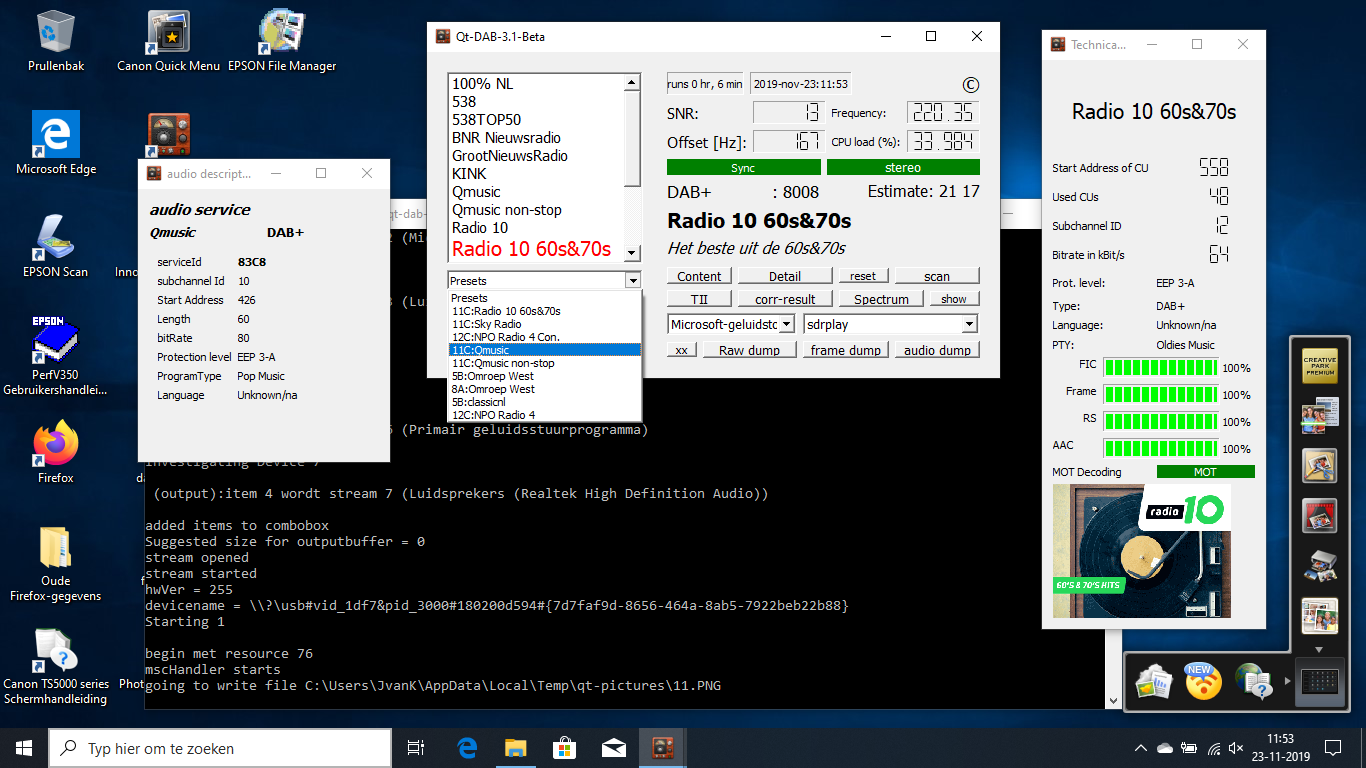 Prullenbak
Canon Quick Menu
EPSON File Manager
Microsoft Edge
EPSON Scan
Inno
EPSON
PerfV350
Gebruikershandlei...
Firefox
da
Oude
Firefox-gegevens
f
Canon TS5000 series
Schermhandleiding
Phot
audio descript...
audio service
Qmusic DAB+
serviceId 83C8
subchannel Id 10
Start Address 426
Length 60
bitRate 80
Protection level EEP 3-A
ProgramType Pop Music
Language Unknown/na
Qt-DAB-3.1-Beta
100% NL
538
538TOP50
BNR Nieuwsradio
GrootNieuwsRadio
KINK
Qmusic
Qmusic non-stop
Radio 10
Radio 10 60s&70s
Presets
Presets
11C:Radio 10 60s&70s
11C:Sky Radio
12C:NPO Radio 4 Con.
11C:Qmusic
11C:Qmusic non-stop
5B:Omroep West
8A:Omroep West
5B:classicnl
12C:NPO Radio 4
runs 0 hr, 6 min 2019-nov-23:11:53 ©
SNR: 13 Frequency: 220.35
Offset [Hz]: 167 CPU load (%): 33.984
Sync stereo
DAB+ : 8008 Estimate: 21 17
Radio 10 60s&70s
Het beste uit de 60s&70s
Content Detail reset scan
TII corr-result Spectrum show
Microsoft-geluidstc sdrplay
xx Raw dump frame dump audio dump
qt-dab-
2 (Mic
3 (Lui
5 (Primair geluidsstuurprogramma)
Investigating Device 7
(output):item 4 wordt stream 7 (Luidsprekers (Realtek High Definition Audio))
added items to combobox
Suggested size for outputbuffer = 0
stream opened
stream started
hwVer = 255
devicename = \\?\usb#vid_1df7&pid_3000#180200d594#{7d7faf9d-8656-464a-8ab5-7922beb22b88}
Starting 1
begin met resource 76
mscHandler starts
going to write file C:\Users\JvanK\AppData\Local\Temp\qt-pictures\11.PNG
Technica...
Radio 10 60s&70s
Start Address of CU 558
Used CUs 48
Subchannel ID 12
Bitrate in kBit/s 64
Prot. level: EEP 3-A
Type: DAB+
Language: Unknown/na
PTY: Oldies Music
FIC 100%
Frame 100%
RS 100%
AAC 100%
MOT Decoding MOT
radio 10
60'S & 70'S HITS
CREATIVE
PARK
PREMIUM
NEW
Typ hier om te zoeken
11:53
23-11-2019